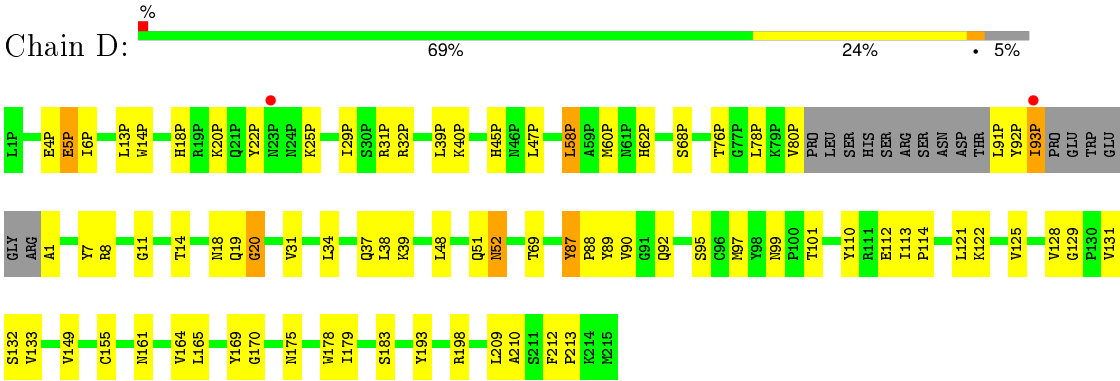 %
Chain D:
69% 24% • 5%
L1P E4P E5P I6P L13P W14P H18P R19P K20P Q21P Y22P N23P N24P K25P I29P S30P R31P R32P L39P K40P H45P N46P L47P L58P A59P M60P N61P H62P S68P T76P G77P L78P K79P V80P PRO LEU SER HIS SER ARG SER ASN ASP THR L91P Y92P I93P PRO GLU TRP GLU
GLY ARG A1 Y7 R8 G11 T14 N18 Q19 G20 V31 L34 Q37 L38 K39 L48 Q51 N52 T69 Y87 P88 Y89 V90 G91 Q92 S95 C96 M97 Y98 N99 P100 T101 Y110 R111 E112 I113 P114 L121 K122 V125 V128 G129 P130 V131
S132 V133 V149 C155 N161 V164 L165 Y169 G170 N175 W178 I179 S183 Y193 R198 L209 A210 S211 F212 P213 K214 M215